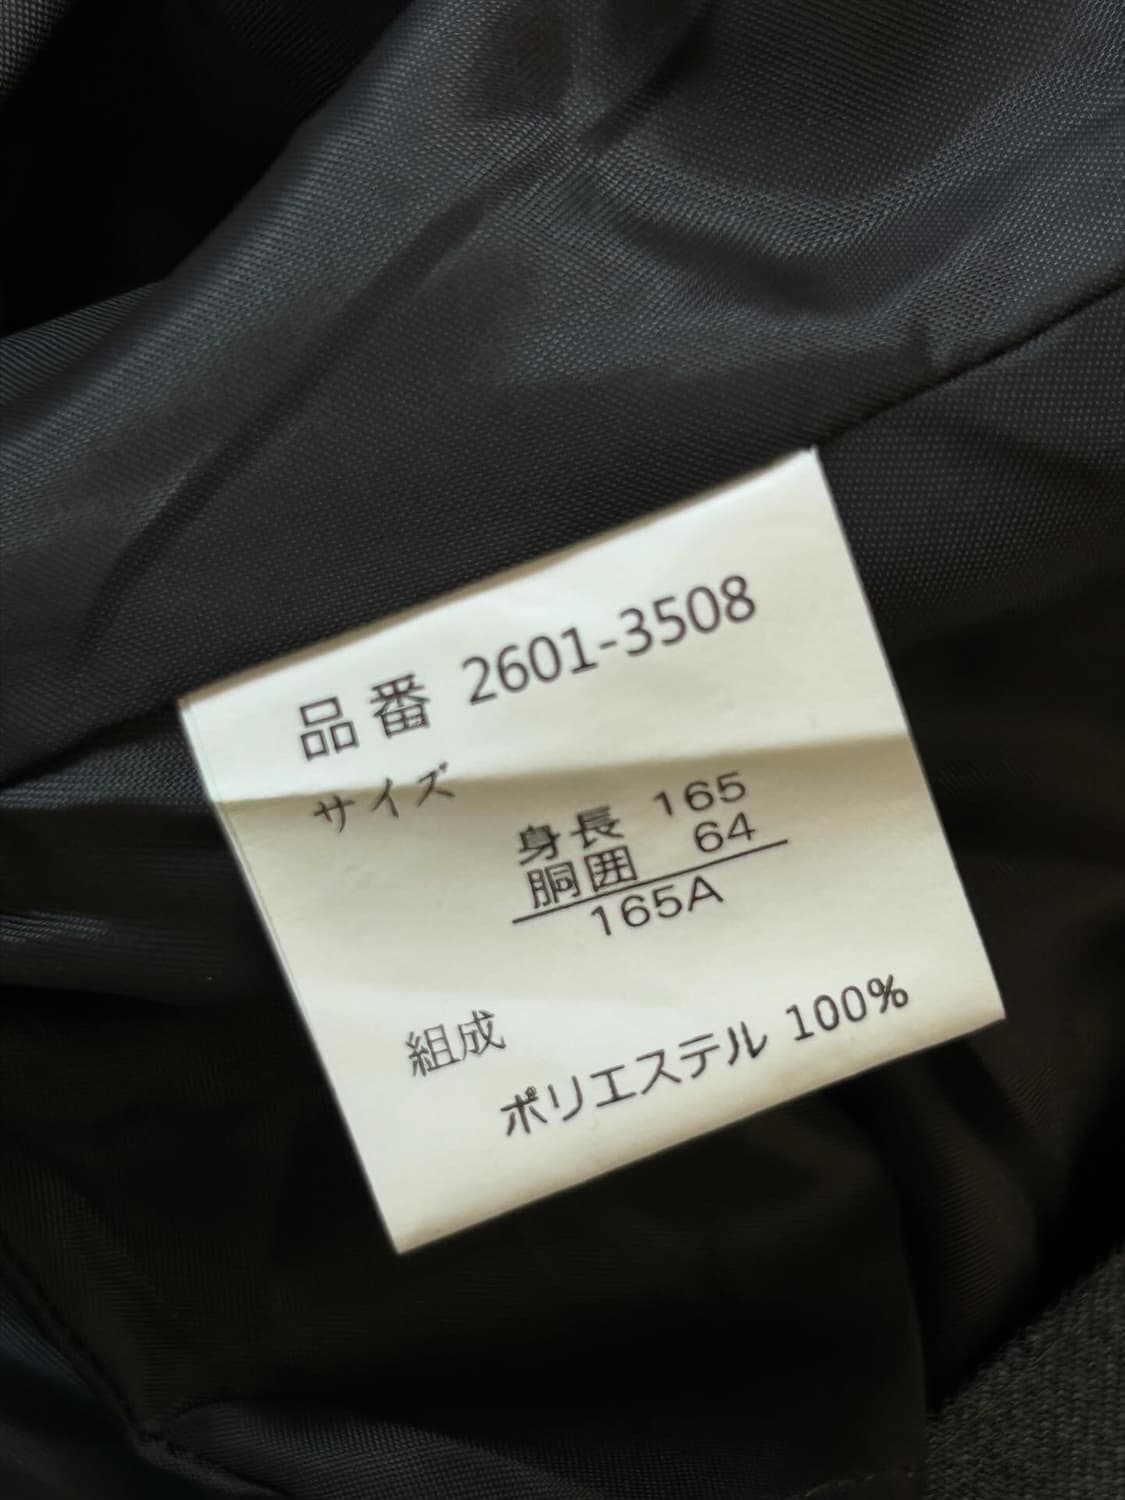 品番 2601-3508
サイズ
身長 165
胴囲 64
165A
組成
ポリエステル 100%